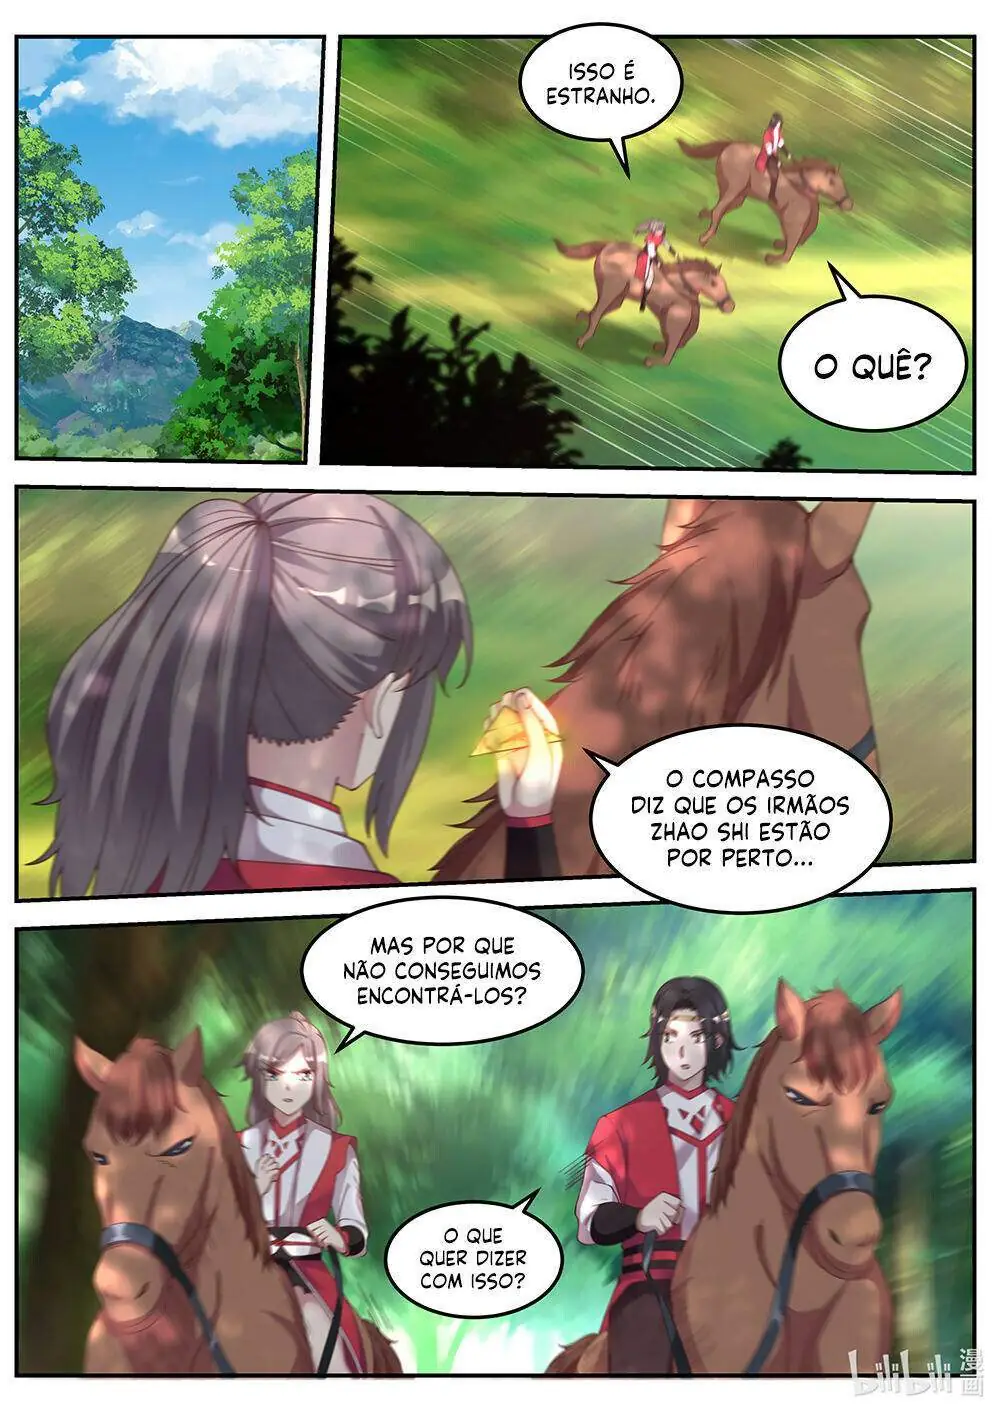 ISSO É
ESTRANHO.
O QUÊ?
O COMPASSO
DIZ QUE OS IRMÃOS
ZHAO SHI ESTÃO
POR PERTO...
MAS POR QUE
NÃO CONSEGUIMOS
ENCONTRÁ-LOS?
O QUE
QUER DIZER
COM ISSO?
bilibili 漫画